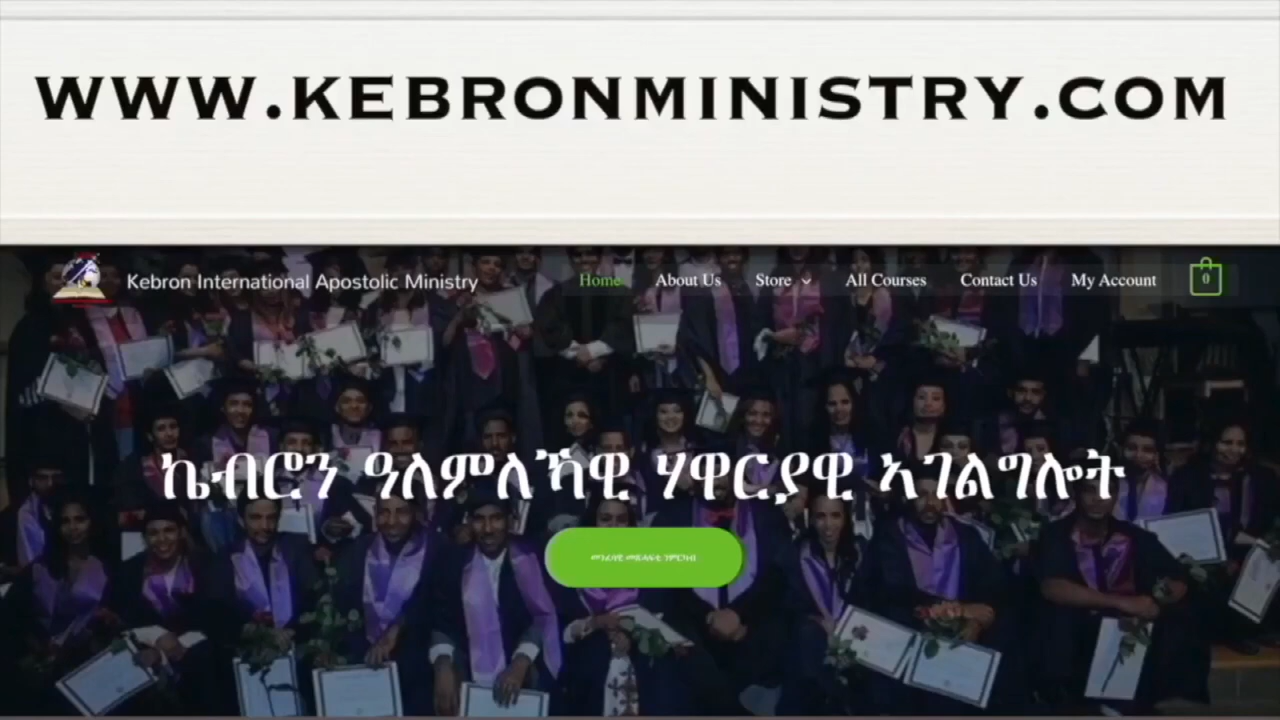 WWW.KEBRONMINISTRY.COM
Kebron International Apostolic Ministry
Home About Us Store All Courses Contact Us My Account 0
ኬብሮን ዓለምለኻዊ ሃዋርያዊ ኣገልግሎት